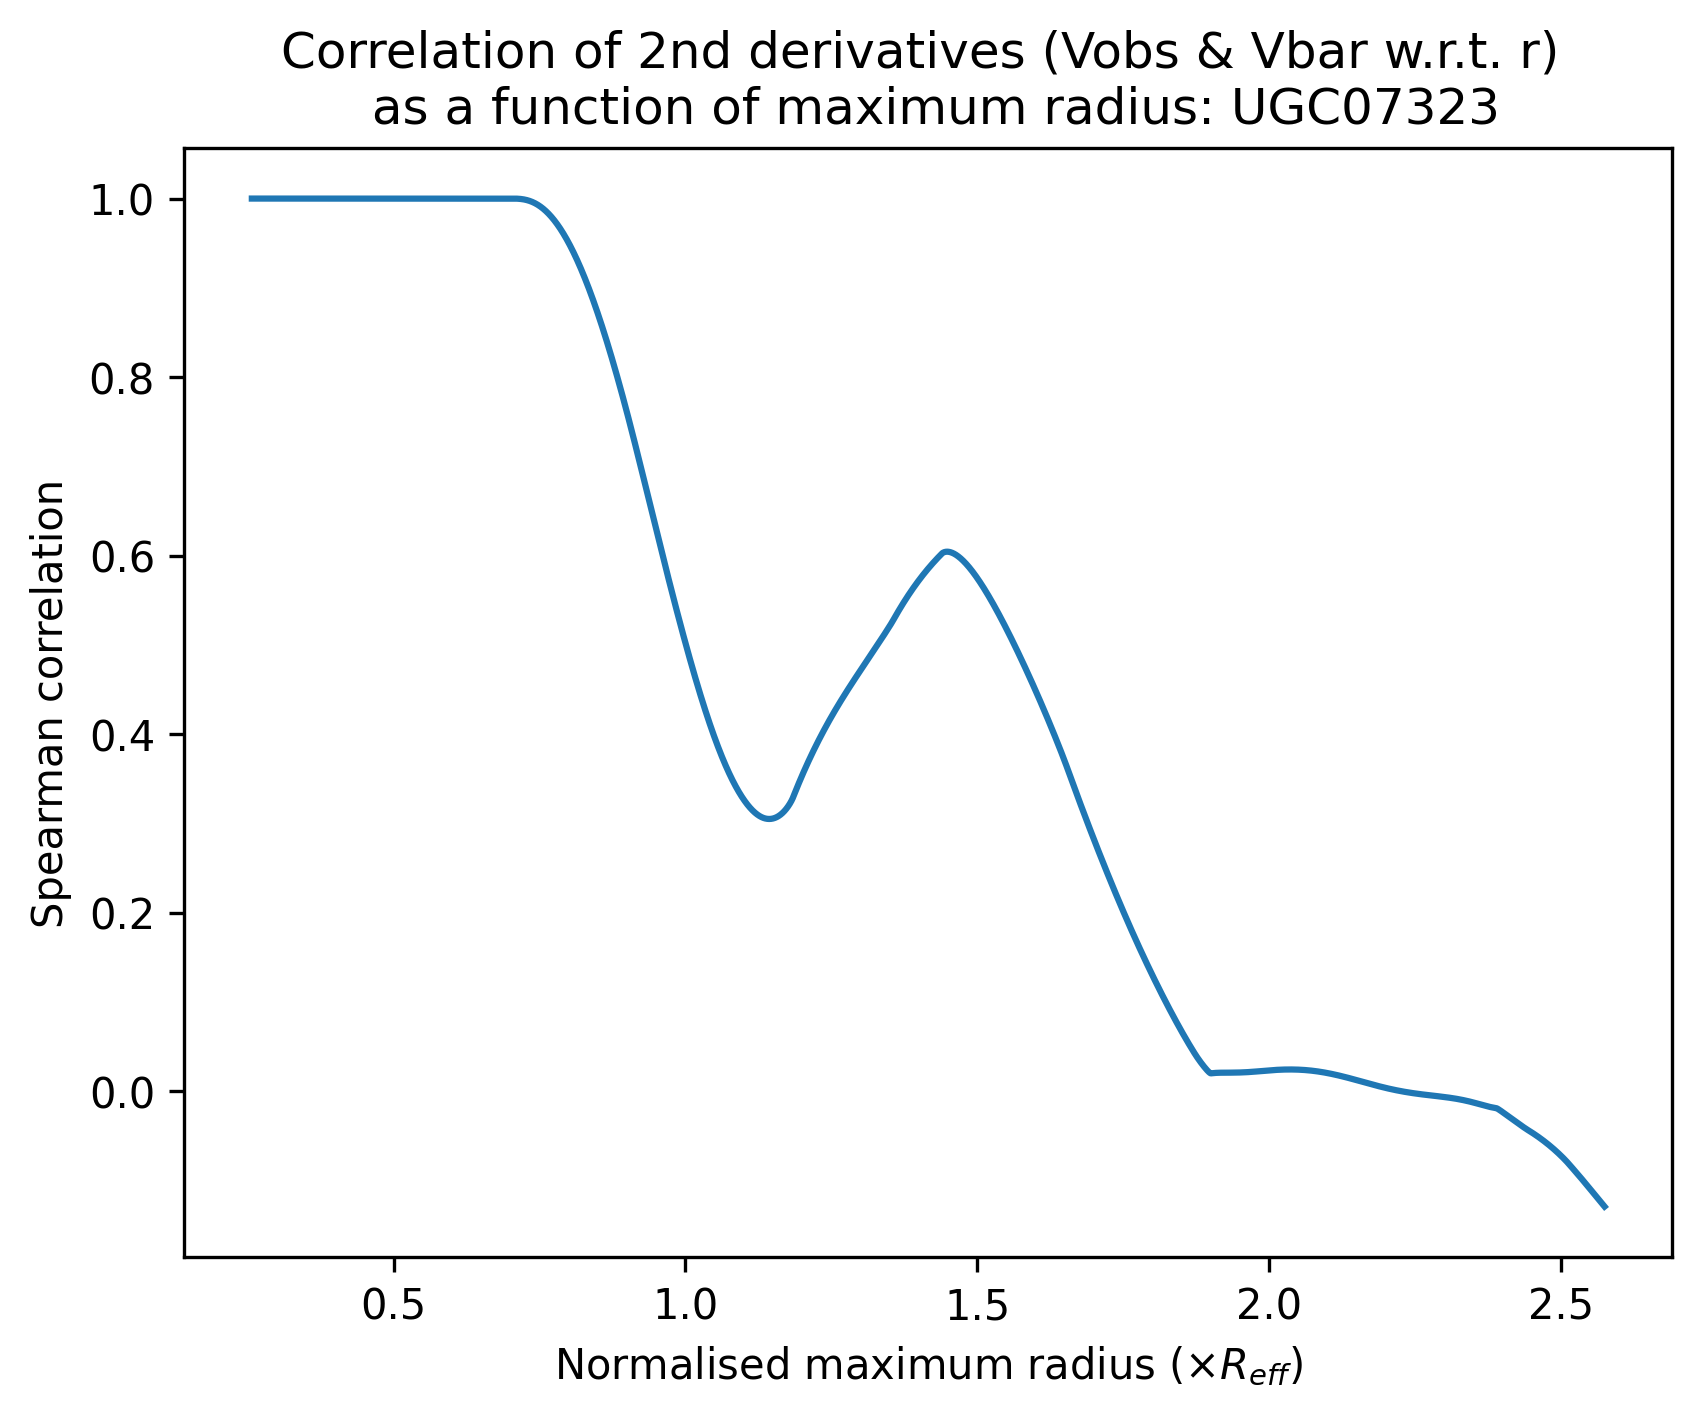 Correlation of 2nd derivatives (Vobs & Vbar w.r.t. r)
as a function of maximum radius: UGC07323
1.0
0.8
0.6
0.4
0.2
0.0
Spearman correlation
0.5 1.0 1.5 2.0 2.5
Normalised maximum radius (×R_eff)